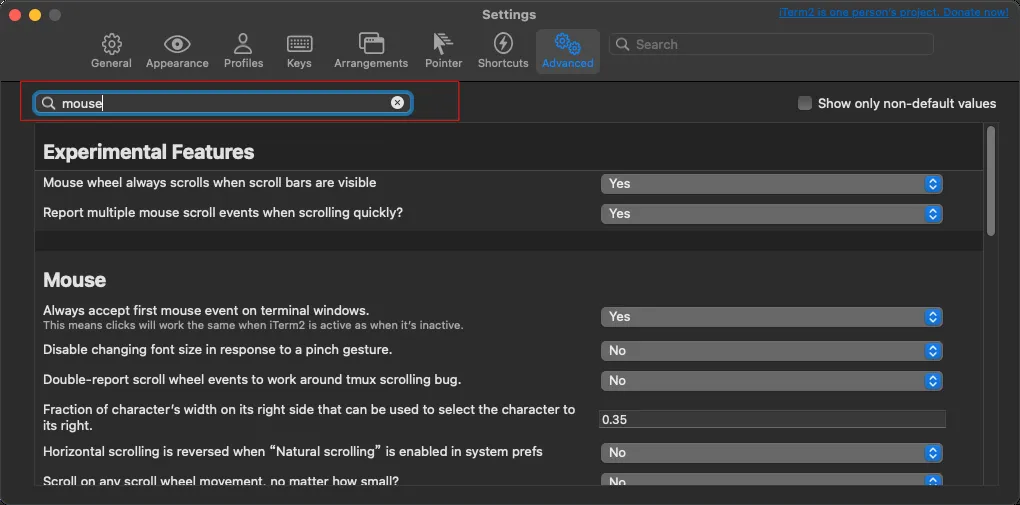 Settings
iTerm2 is one person's project. Donate now!
General Appearance Profiles Keys Arrangements Pointer Shortcuts Advanced Search
mouse Show only non-default values
Experimental Features
Mouse wheel always scrolls when scroll bars are visible Yes
Report multiple mouse scroll events when scrolling quickly? Yes
Mouse
Always accept first mouse event on terminal windows. Yes
This means clicks will work the same when iTerm2 is active as when it's inactive.
Disable changing font size in response to a pinch gesture. No
Double-report scroll wheel events to work around tmux scrolling bug. No
Fraction of character's width on its right side that can be used to select the character to
its right. 0.35
Horizontal scrolling is reversed when “Natural scrolling” is enabled in system prefs No
Scroll on any scroll wheel movement, no matter how small? No